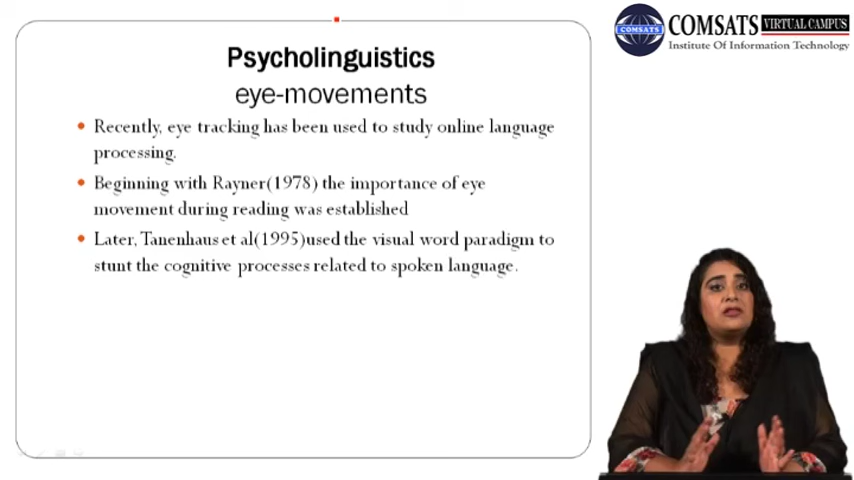 COMSATS VIRTUAL CAMPUS
COMSATS
Institute Of Information Technology
Psycholinguistics
eye-movements
Recently, eye tracking has been used to study online language
processing.
Beginning with Rayner(1978) the importance of eye
movement during reading was established
Later, Tanenhaus et al(1995)used the visual word paradigm to
stunt the cognitive processes related to spoken language.